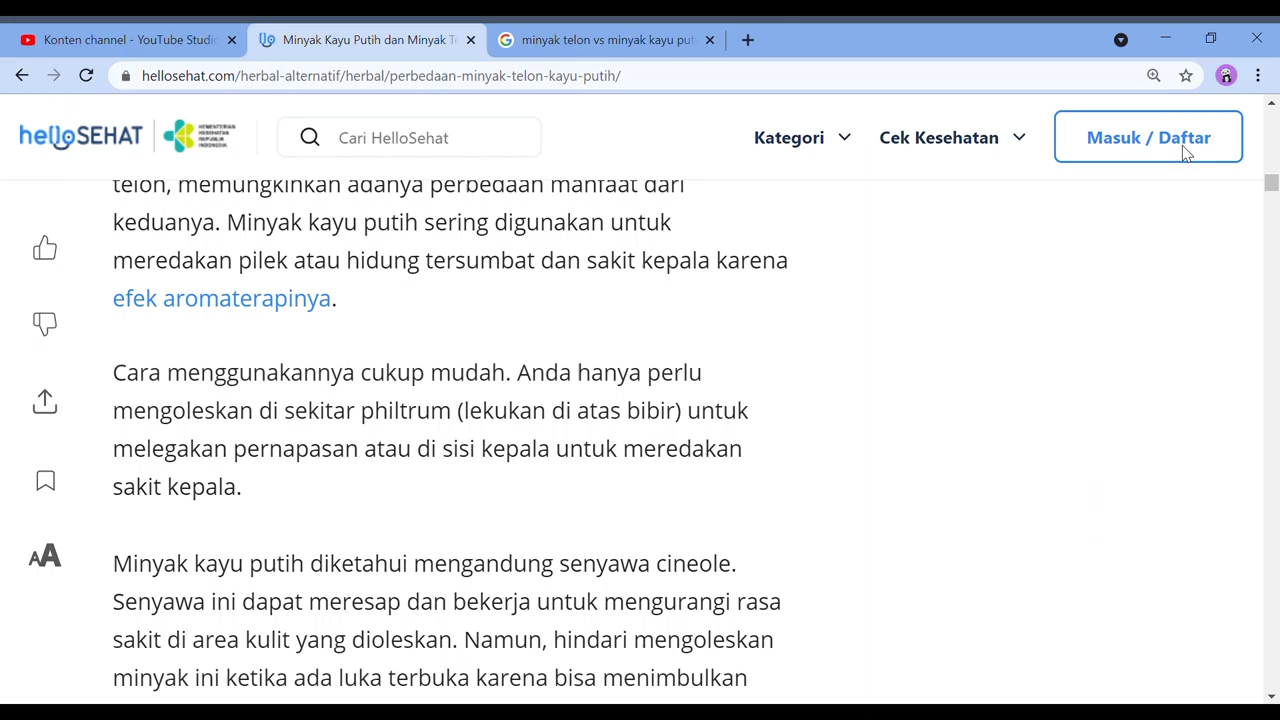 Konten channel - YouTube Studi
Minyak Kayu Putih dan Minyak T
minyak telon vs minyak kayu put
hellosehat.com/herbal-alternatif/herbal/perbedaan-minyak-telon-kayu-putih/
helloSEHAT
KEMENTERIAN
KESEHATAN
REPUBLIK
INDONESIA
Cari HelloSehat
Kategori
Cek Kesehatan
Masuk / Daftar
telon, memungkinkan adanya perbedaan manfaat dari
keduanya. Minyak kayu putih sering digunakan untuk
meredakan pilek atau hidung tersumbat dan sakit kepala karena
efek aromaterapinya.
Cara menggunakannya cukup mudah. Anda hanya perlu
mengoleskan di sekitar philtrum (lekukan di atas bibir) untuk
melegakan pernapasan atau di sisi kepala untuk meredakan
sakit kepala.
AA
Minyak kayu putih diketahui mengandung senyawa cineole.
Senyawa ini dapat meresap dan bekerja untuk mengurangi rasa
sakit di area kulit yang dioleskan. Namun, hindari mengoleskan
minyak ini ketika ada luka terbuka karena bisa menimbulkan